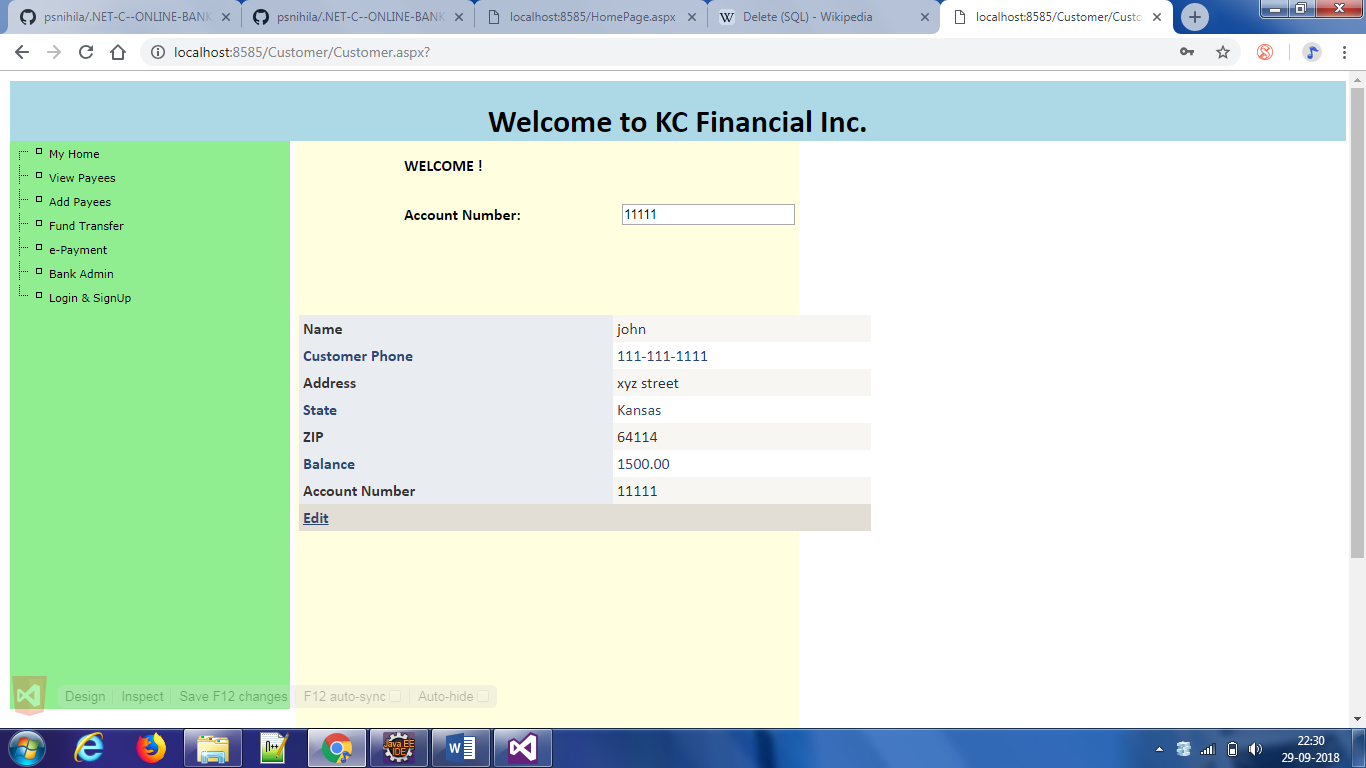 psnihila/.NET-C--ONLINE-BANK
psnihila/.NET-C--ONLINE-BANK
localhost:8585/HomePage.aspx
Delete (SQL) - Wikipedia
localhost:8585/Customer/Custo
localhost:8585/Customer/Customer.aspx?
Welcome to KC Financial Inc.
My Home
View Payees
Add Payees
Fund Transfer
e-Payment
Bank Admin
Login & SignUp
WELCOME !
Account Number: 11111
Name john
Customer Phone 111-111-1111
Address xyz street
State Kansas
ZIP 64114
Balance 1500.00
Account Number 11111
Edit
Design Inspect Save F12 changes F12 auto-sync Auto-hide
Java EE
IDE
22:30
29-09-2018